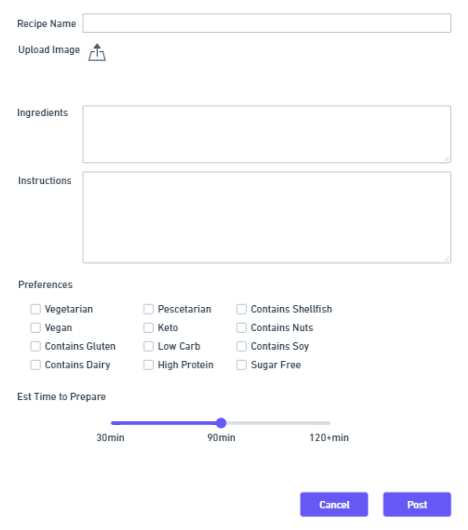 Recipe Name
Upload Image
Ingredients
Instructions
Preferences
Vegetarian Pescetarian Contains Shellfish
Vegan Keto Contains Nuts
Contains Gluten Low Carb Contains Soy
Contains Dairy High Protein Sugar Free
Est Time to Prepare
30min 90min 120+min
Cancel Post